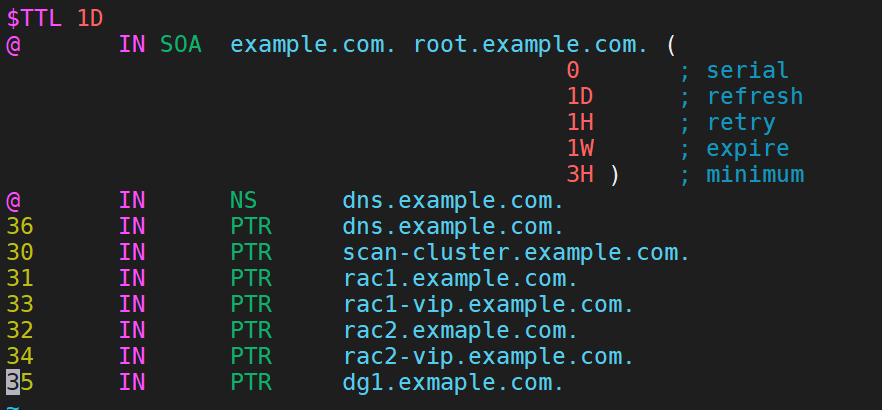 $TTL 1D
@ IN SOA example.com. root.example.com. (
0 ; serial
1D ; refresh
1H ; retry
1W ; expire
3H ) ; minimum
@ IN NS dns.example.com.
36 IN PTR dns.example.com.
30 IN PTR scan-cluster.example.com.
31 IN PTR rac1.example.com.
33 IN PTR rac1-vip.example.com.
32 IN PTR rac2.exmaple.com.
34 IN PTR rac2-vip.example.com.
35 IN PTR dg1.exmaple.com.
~